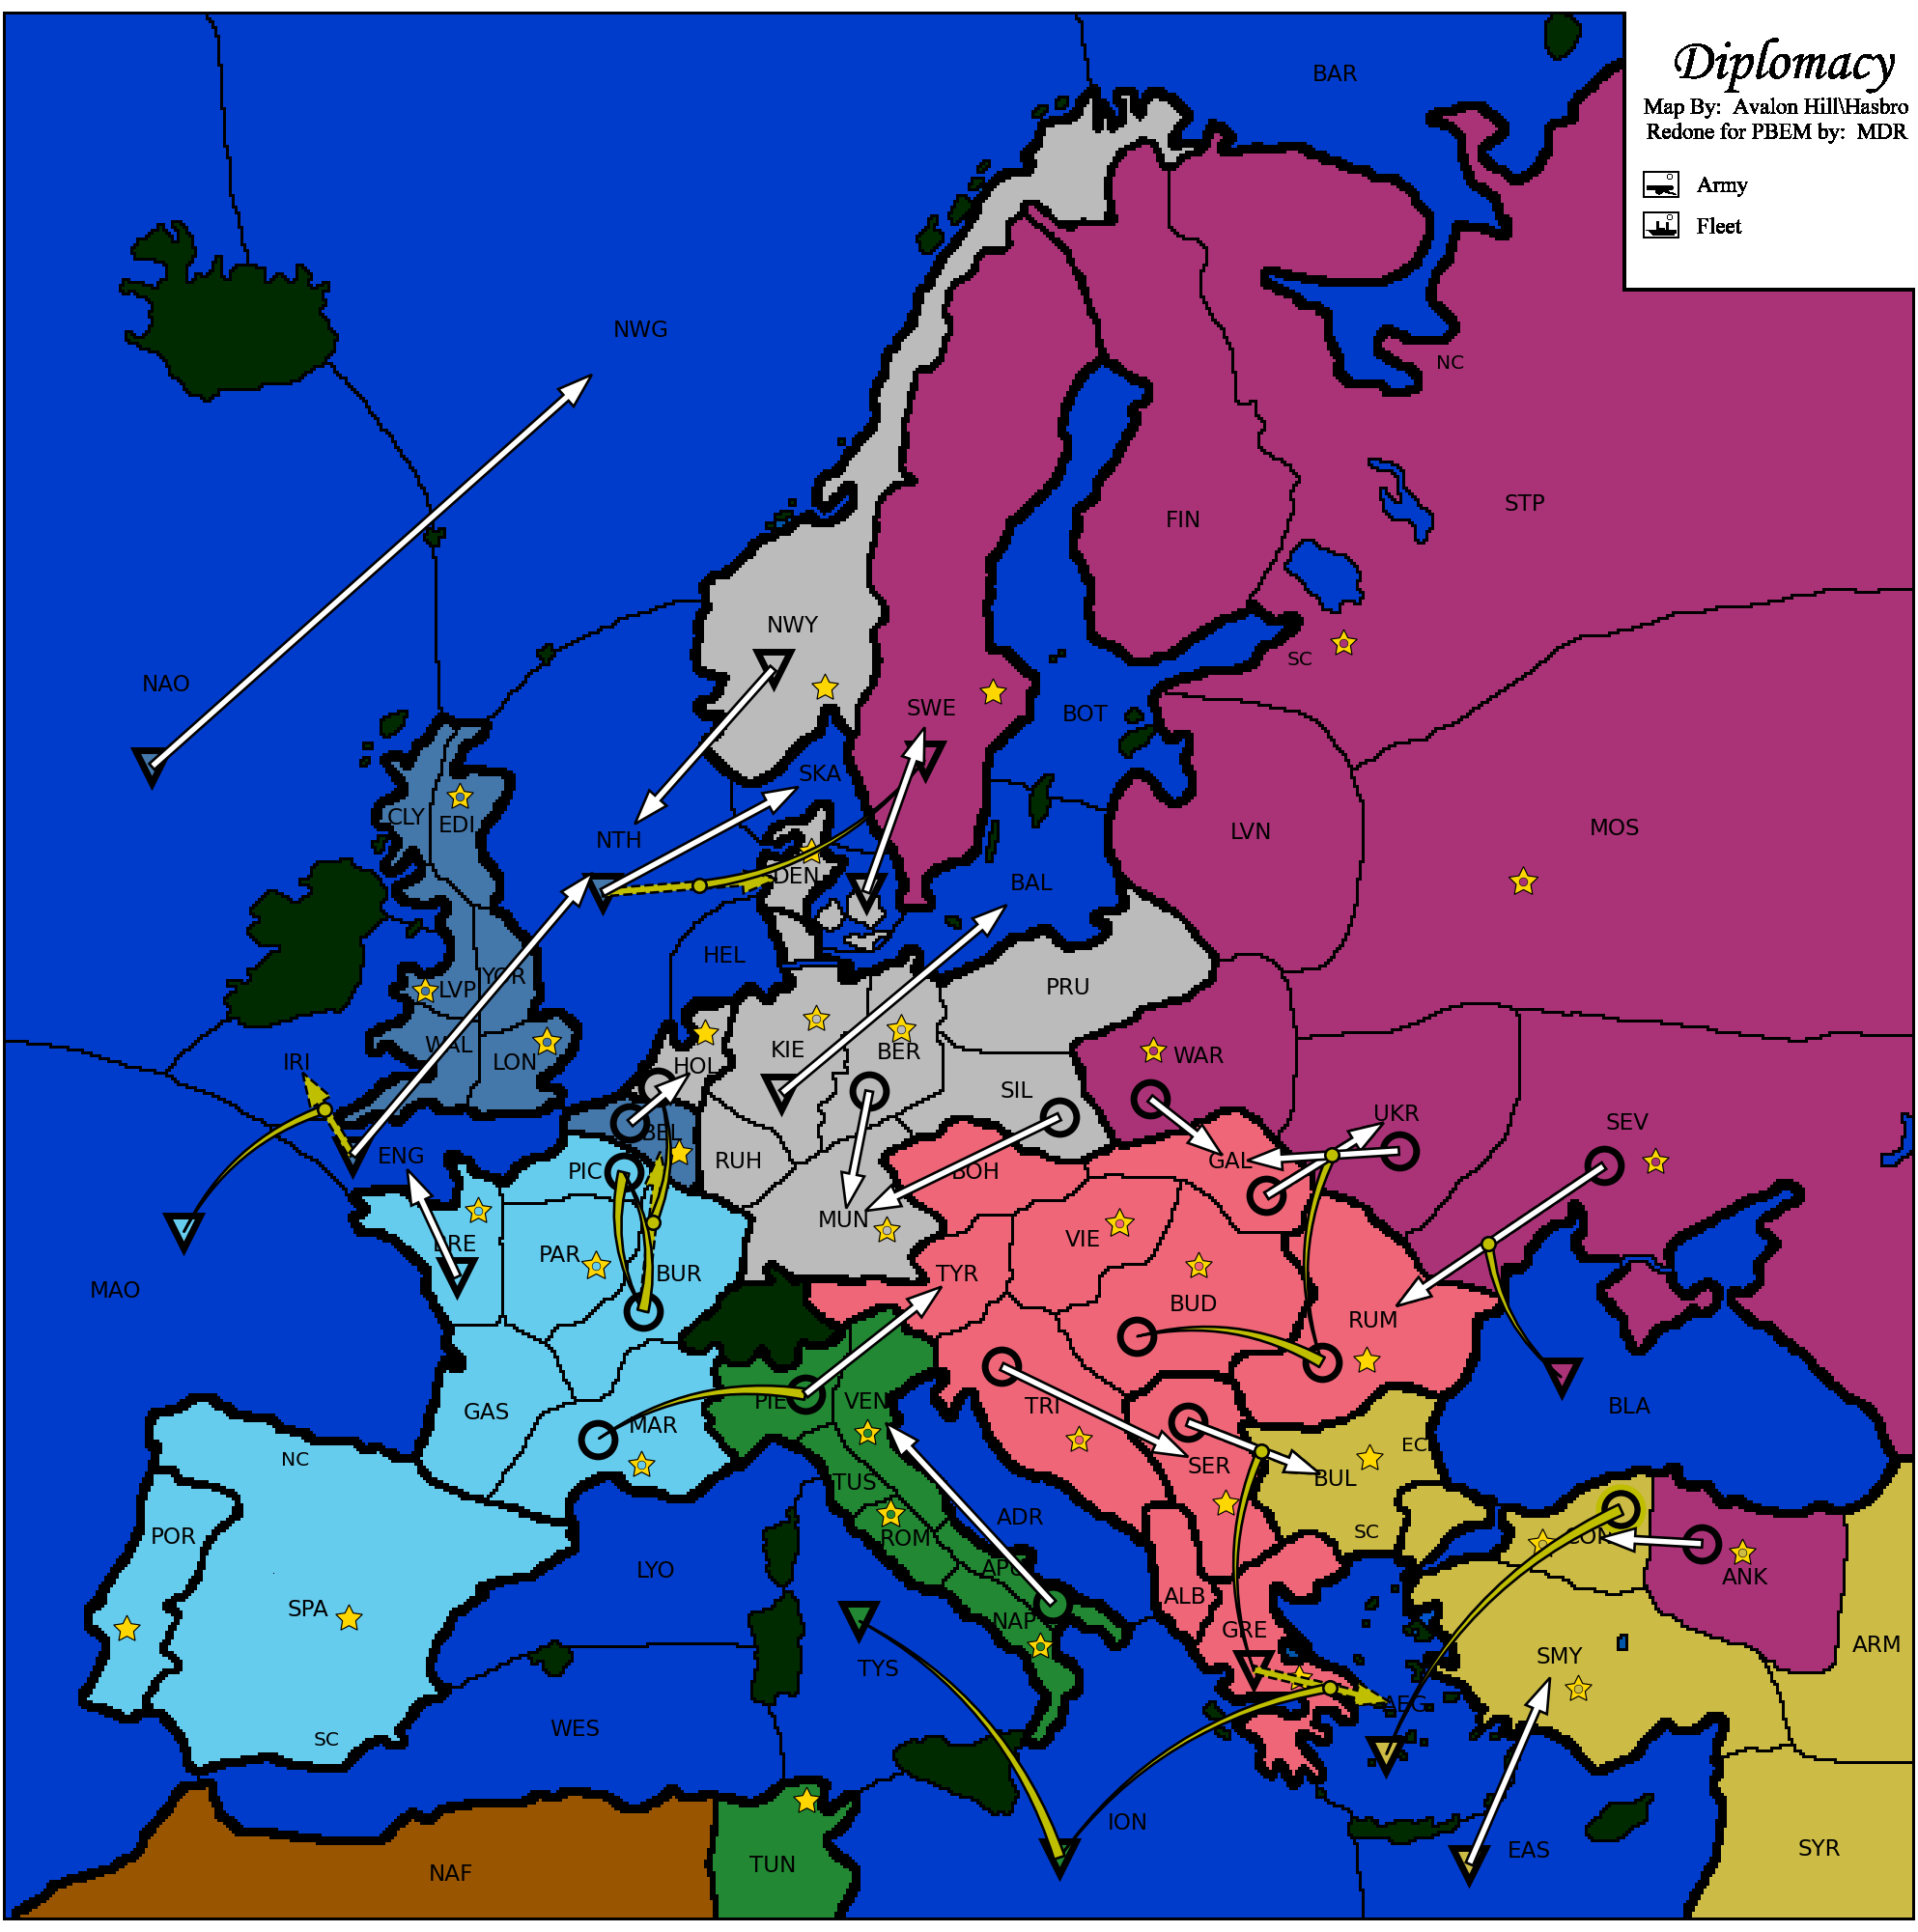 Diplomacy
Map By: Avalon Hill\Hasbro
Redone for PBEM by: MDR
Army
Fleet
BAR
NWG
NC
STP
FIN
NAO
NWY
SC
SWE
BOT
SKA
CLY
EDI
NTH
LVN
MOS
DEN
BAL
HEL
YOR
LVP
PRU
WAL
LON
IRI
KIE
BER
HOL
WAR
SIL
UKR
SEV
BEL
ENG
PIC
RUH
BOH
GAL
MUN
BRE
PAR
BUR
VIE
TYR
MAO
BUD
RUM
GAS
MAR
PIE
VEN
TRI
BLA
NC
EC
SER
BUL
TUS
POR
ROM
ADR
SC
CON
LYO
APU
ANK
SPA
NAP
ALB
GRE
ARM
TYS
SMY
AEG
WES
SC
ION
EAS
SYR
NAF
TUN